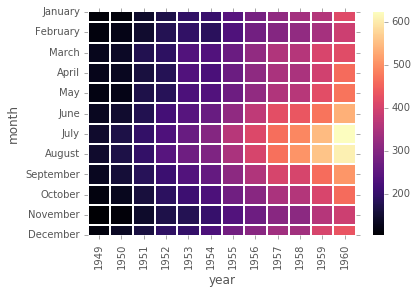 January
February
March
April
May
June
July
August
September
October
November
December
month
1949 1950 1951 1952 1953 1954 1955 1956 1957 1958 1959 1960
year
600
500
400
300
200